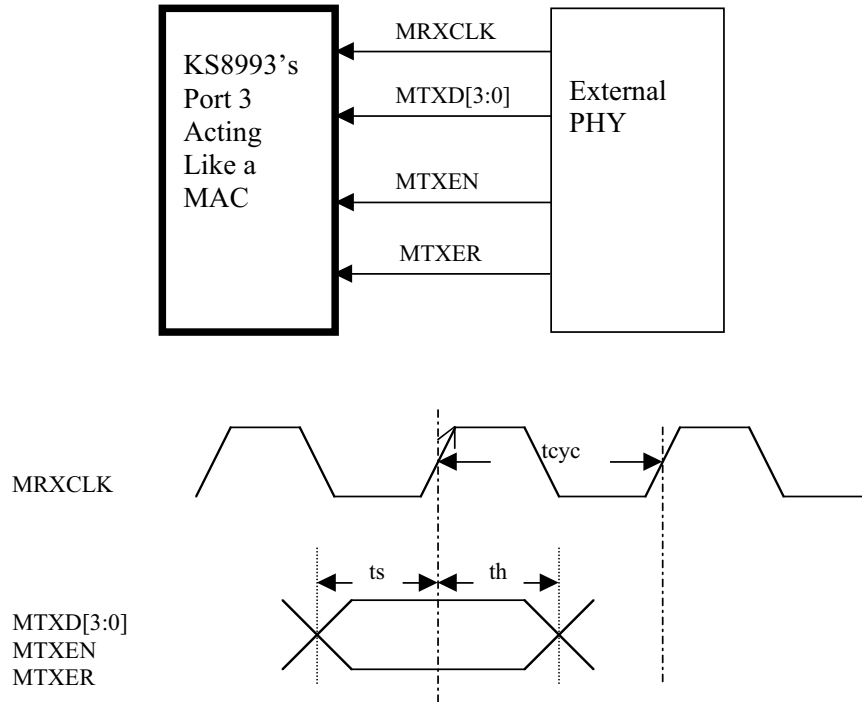 KS8993's
Port 3
Acting
Like a
MAC
MRXCLK
MTXD[3:0]
MTXEN
MTXER
External
PHY
MRXCLK
tcyc
ts
th
MTXD[3:0]
MTXEN
MTXER